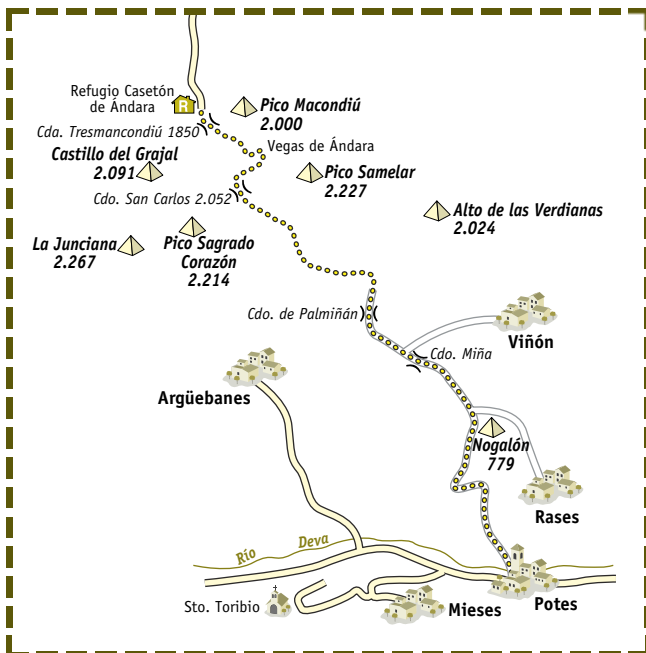 Refugio Casetón
de Ándara
R
Pico Macondiú
2.000
Cda. Tresmancondiú 1850
Vegas de Ándara
Castillo del Grajal
2.091
Pico Samelar
2.227
Cdo. San Carlos 2.052
Alto de las Verdianas
2.024
La Junciana
2.267
Pico Sagrado
Corazón
2.214
Cdo. de Palmiñán
Viñón
Cdo. Miña
Argüebanes
Nogalón
779
Rases
Río Deva
Sto. Toribio
Mieses
Potes